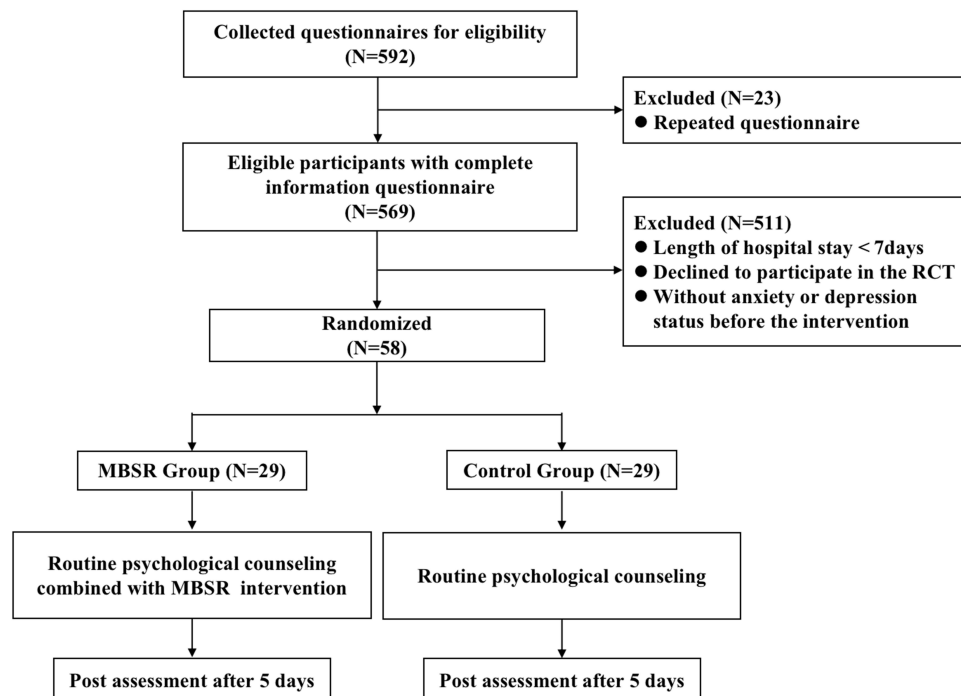 Collected questionnaires for eligibility
(N=592)
Excluded (N=23)
● Repeated questionnaire
Eligible participants with complete
information questionnaire
(N=569)
Excluded (N=511)
● Length of hospital stay < 7days
● Declined to participate in the RCT
● Without anxiety or depression
status before the intervention
Randomized
(N=58)
MBSR Group (N=29)
Control Group (N=29)
Routine psychological counseling
combined with MBSR intervention
Routine psychological counseling
Post assessment after 5 days
Post assessment after 5 days